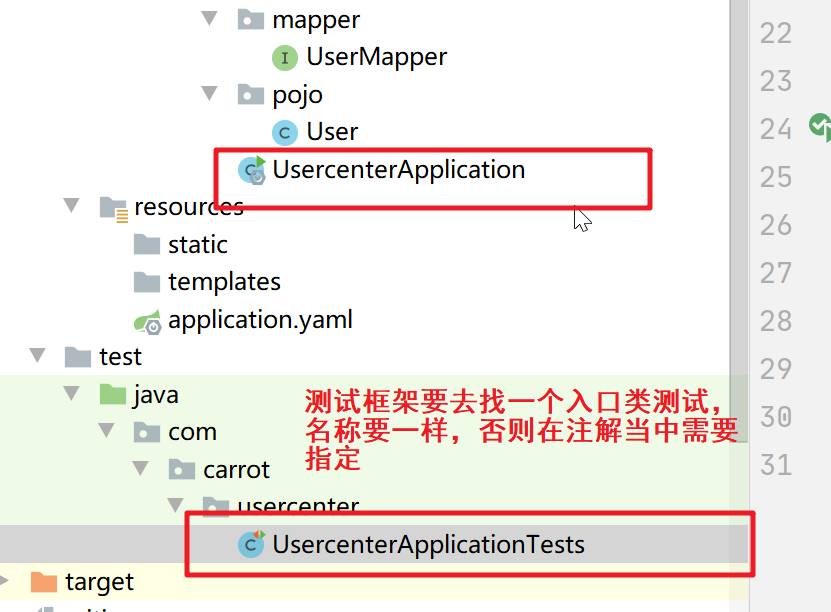 mapper
I UserMapper
pojo
C User
C UsercenterApplication
resources
static
templates
application.yaml
test
java
com
carrot
usercenter
C UsercenterApplicationTests
target
测试框架要去找一个入口类测试，
名称要一样，否则在注解当中需要
指定
22
23
24
25
26
27
28
29
30
31